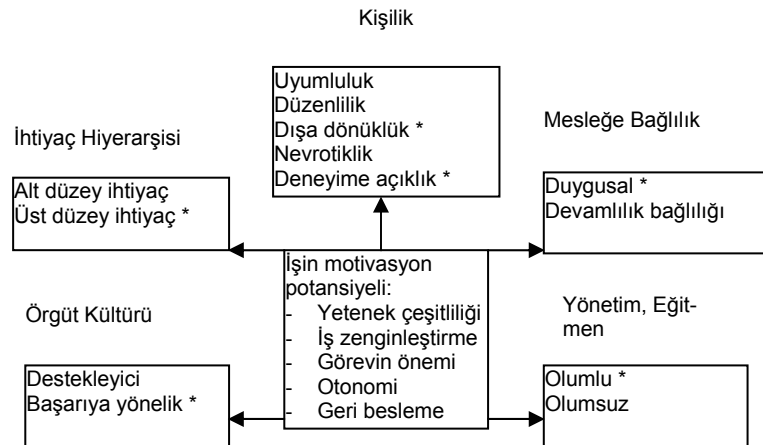 Kişilik
Uyumluluk
Düzenlilik
Dışa dönüklük *
Nevrotiklik
Deneyime açıklık *
İhtiyaç Hiyerarşisi
Alt düzey ihtiyaç
Üst düzey ihtiyaç *
Mesleğe Bağlılık
Duygusal *
Devamlılık bağlılığı
İşin motivasyon
potansiyeli:
- Yetenek çeşitliliği
- İş zenginleştirme
- Görevin önemi
- Otonomi
- Geri besleme
Örgüt Kültürü
Destekleyici
Başarıya yönelik *
Yönetim, Eğit-
men
Olumlu *
Olumsuz